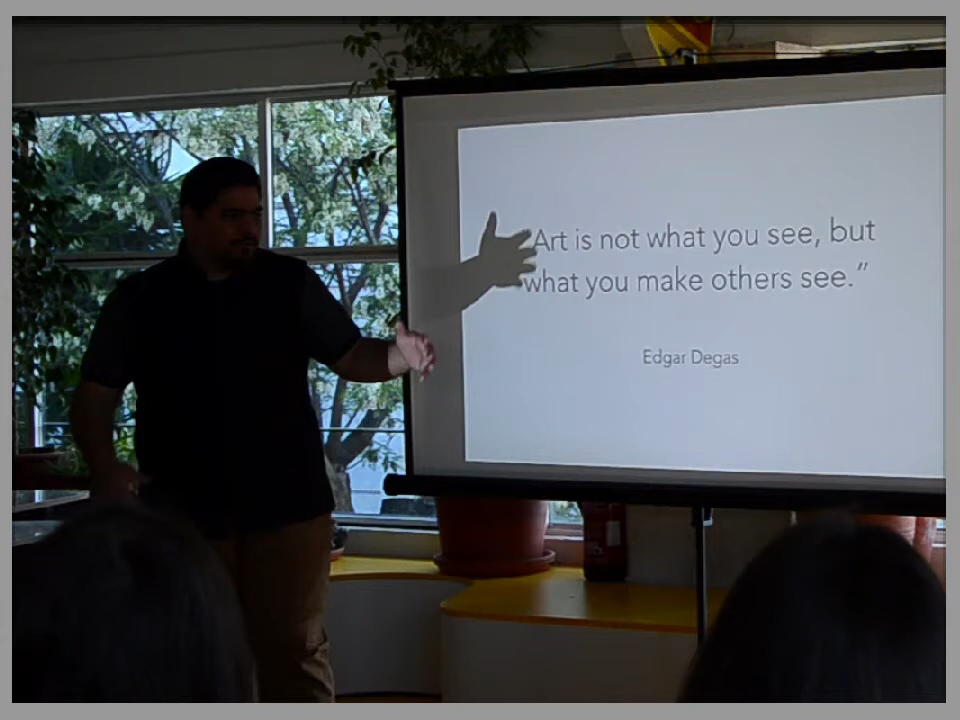 Art is not what you see, but
what you make others see.”
Edgar Degas